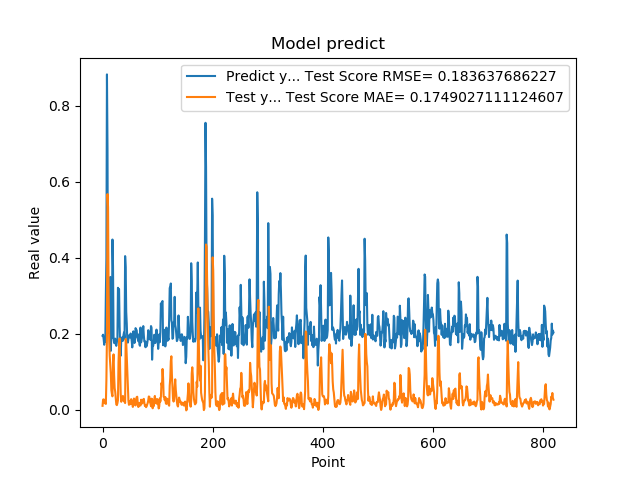 Model predict
Predict y... Test Score RMSE= 0.183637686227
Test y... Test Score MAE= 0.1749027111124607
Real value
0.8
0.6
0.4
0.2
0.0
0
200
400
600
800
Point